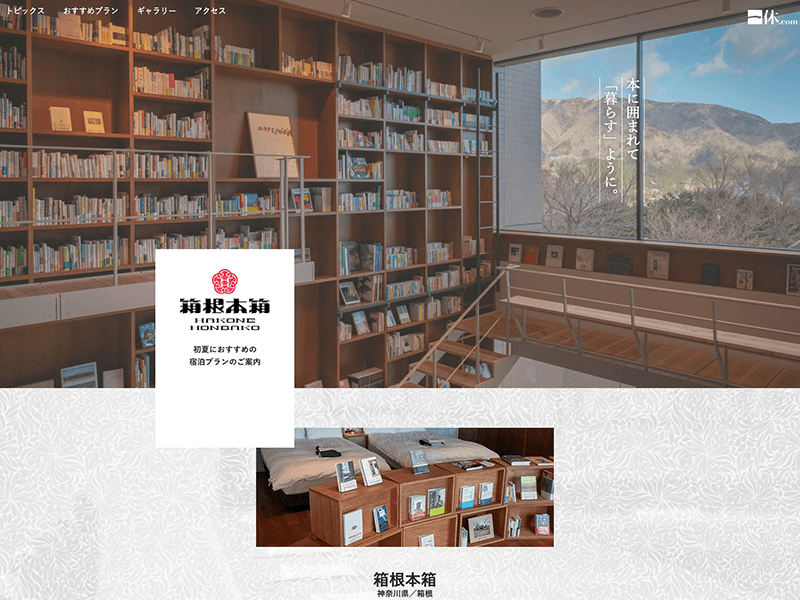 トピックス
おすすめプラン
ギャラリー
アクセス
一休.com
本に囲まれて
「暮らす」ように。
箱根本箱
HAKONE
HONBAKO
初夏におすすめの
宿泊プランのご案内
箱根本箱
神奈川県／箱根